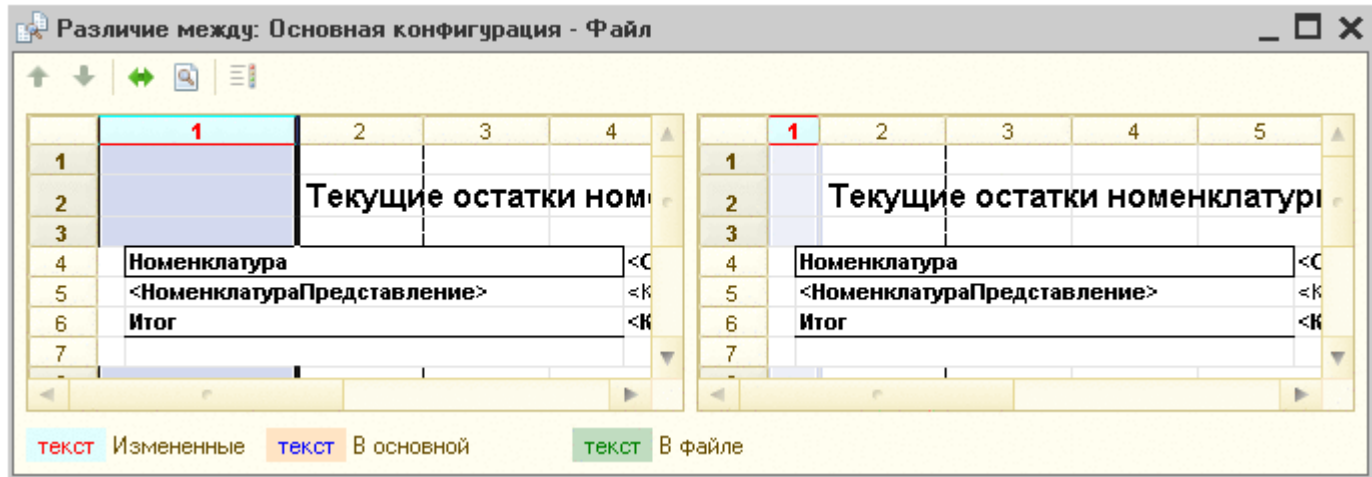 Различие между: Основная конфигурация - Файл
1 2 3 4
1
2 Текущие остатки ном
3
4 Номенклатура
5 <НоменклатураПредставление> <К
6 Итог <К
7
1 2 3 4 5
1
2 Текущие остатки номенклатур
3
4 Номенклатура
5 <НоменклатураПредставление> <К
6 Итог <К
7
текст Измененные текст В основной текст В файле